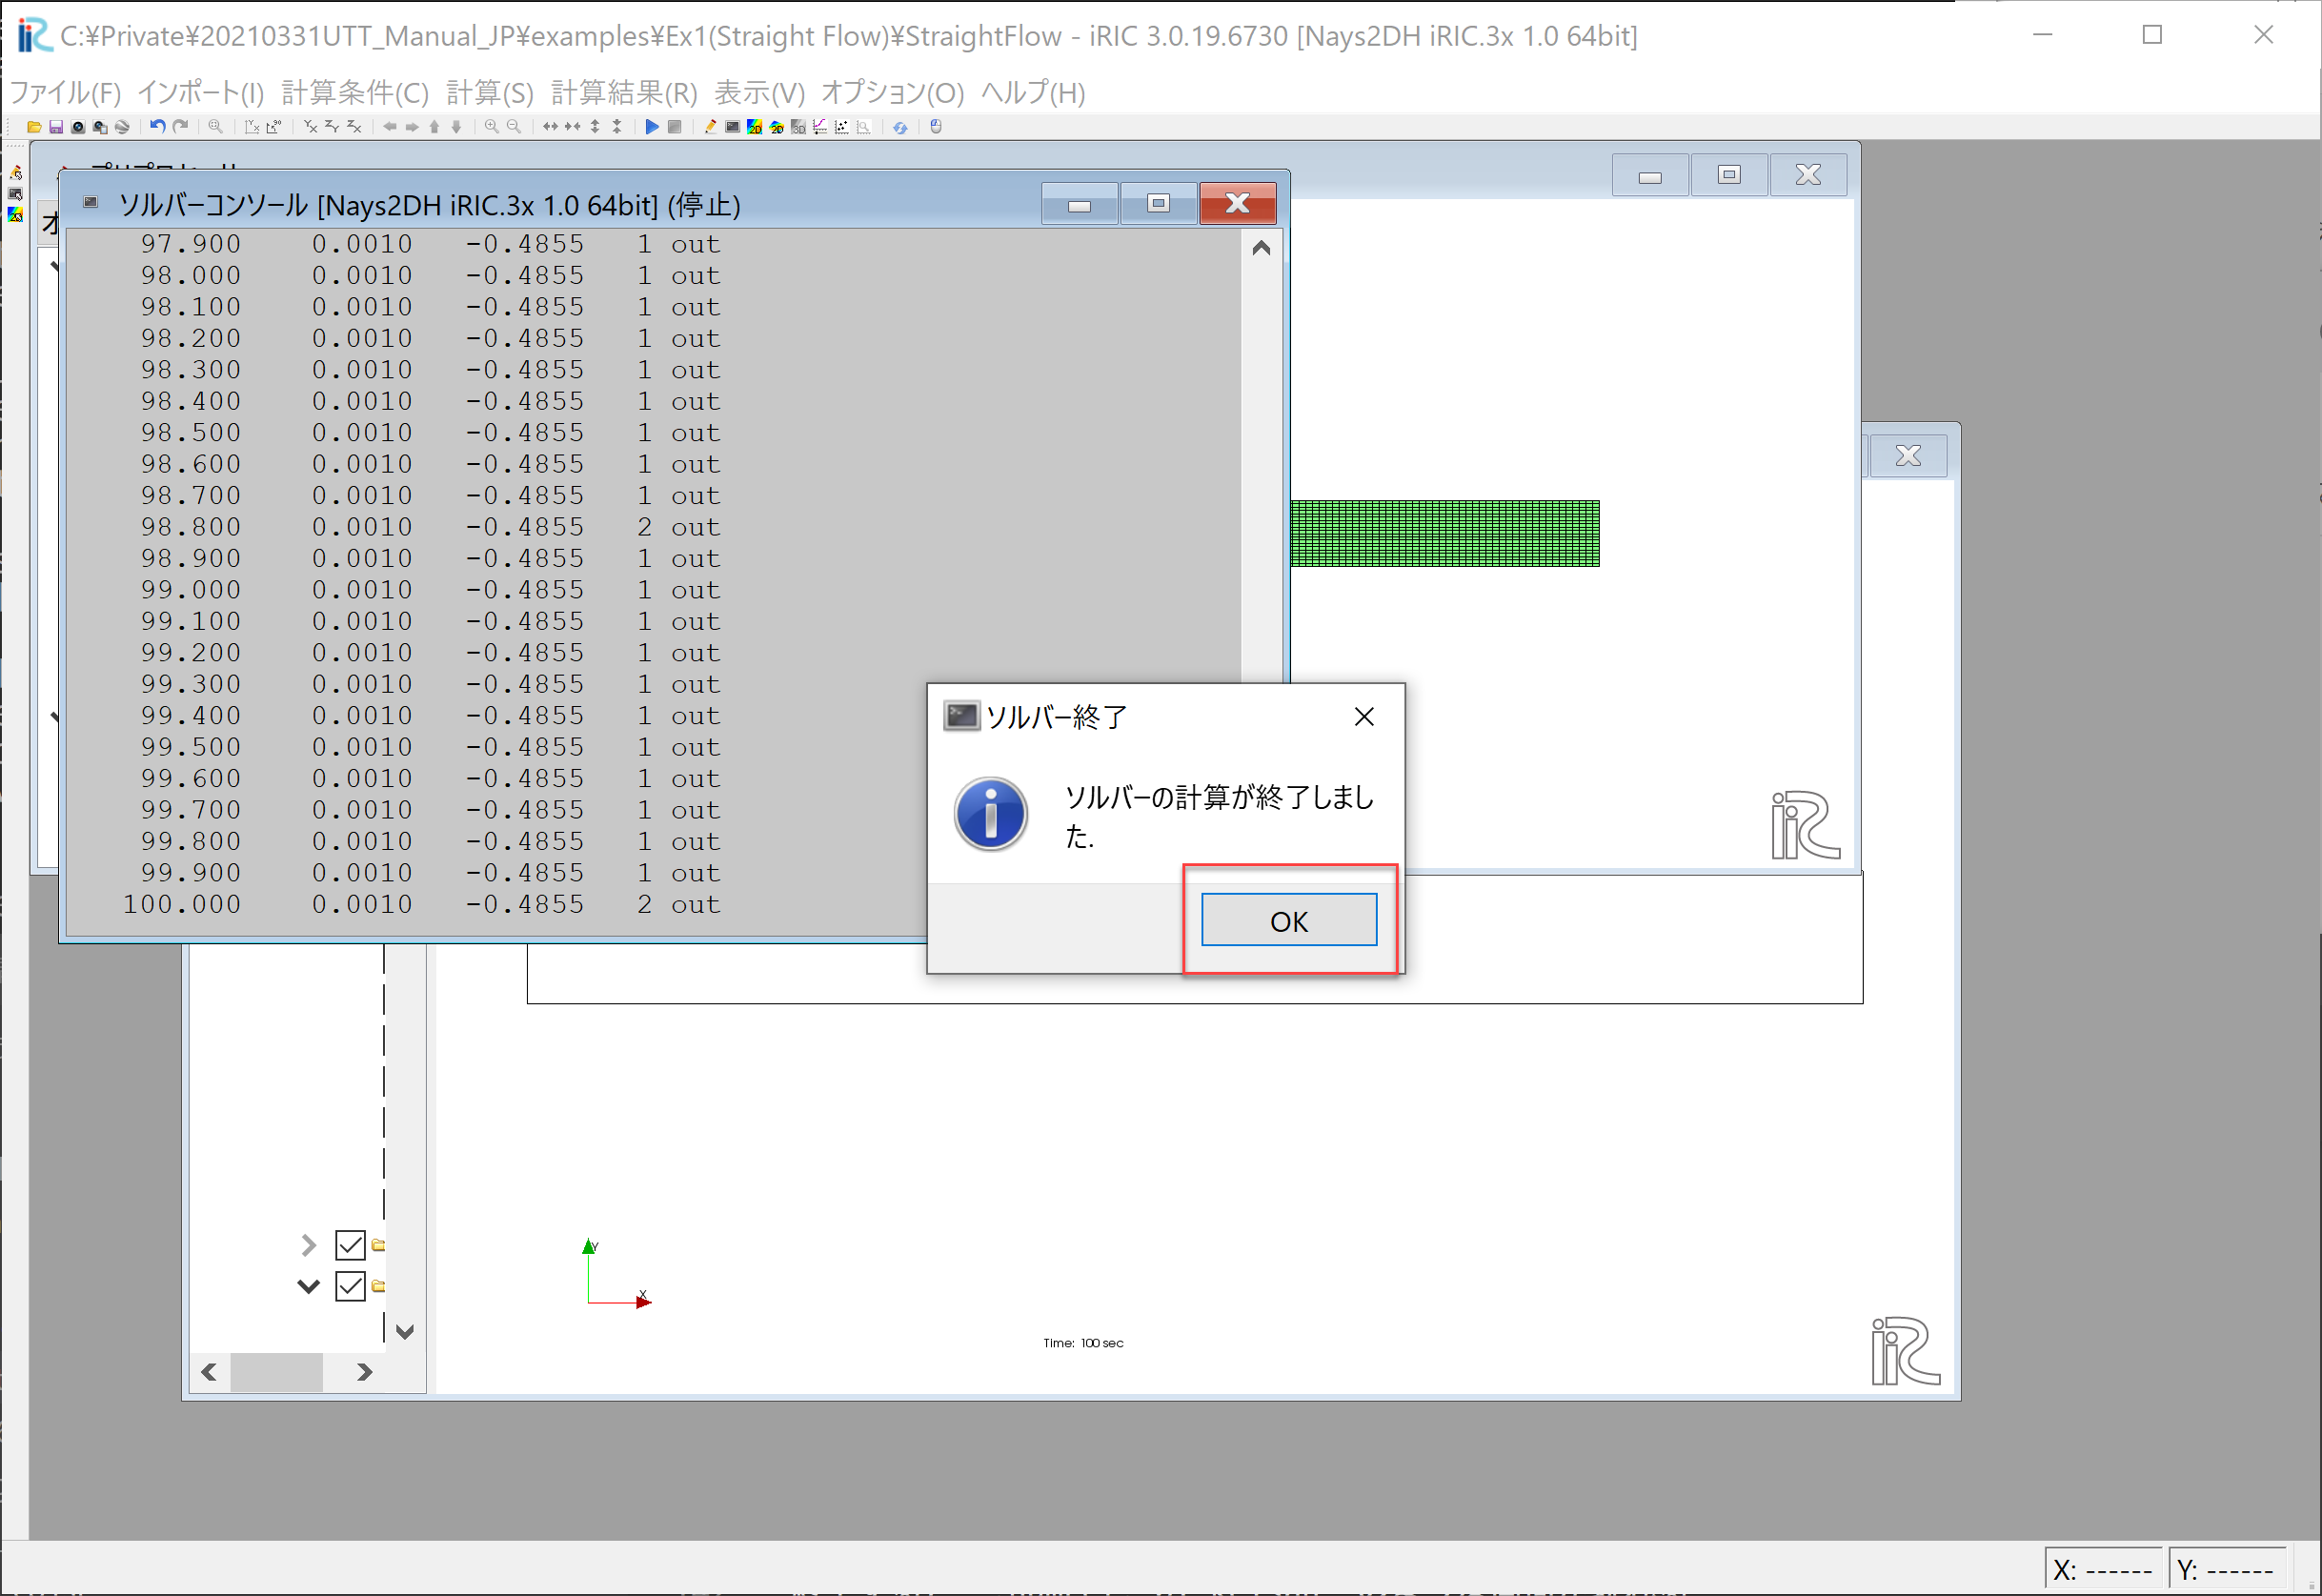 C:¥Private¥20210331UTT_Manual_JP¥examples¥Ex1(Straight Flow)¥StraightFlow - iRIC 3.0.19.6730 [Nays2DH iRIC.3x 1.0 64bit]
ファイル(F) インポート(I) 計算条件(C) 計算(S) 計算結果(R) 表示(V) オプション(O) ヘルプ(H)
ソルバーコンソール [Nays2DH iRIC.3x 1.0 64bit] (停止)
97.900 0.0010 -0.4855 1 out
98.000 0.0010 -0.4855 1 out
98.100 0.0010 -0.4855 1 out
98.200 0.0010 -0.4855 1 out
98.300 0.0010 -0.4855 1 out
98.400 0.0010 -0.4855 1 out
98.500 0.0010 -0.4855 1 out
98.600 0.0010 -0.4855 1 out
98.700 0.0010 -0.4855 1 out
98.800 0.0010 -0.4855 2 out
98.900 0.0010 -0.4855 1 out
99.000 0.0010 -0.4855 1 out
99.100 0.0010 -0.4855 1 out
99.200 0.0010 -0.4855 1 out
99.300 0.0010 -0.4855 1 out
99.400 0.0010 -0.4855 1 out
99.500 0.0010 -0.4855 1 out
99.600 0.0010 -0.4855 1 out
99.700 0.0010 -0.4855 1 out
99.800 0.0010 -0.4855 1 out
99.900 0.0010 -0.4855 1 out
100.000 0.0010 -0.4855 2 out
ソルバー終了
ソルバーの計算が終了しまし
た.
OK
iRIC
Y
X
Time: 100 sec
iRIC
X: ------ Y: ------